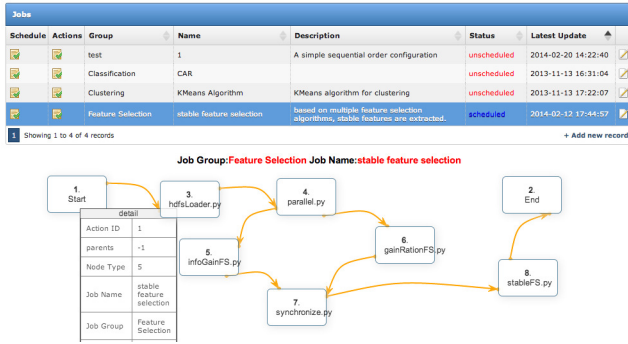 Jobs
Schedule Actions Group Name Description Status Latest Update
test 1 A simple sequential order configuration unscheduled 2014-02-20 14:22:40
Classification CAR unscheduled 2013-11-13 16:31:04
Clustering KMeans Algorithm KMeans algorithm for clustering unscheduled 2013-11-13 17:22:07
Feature Selection stable feature selection based on multiple feature selection algorithms, stable features are extracted. scheduled 2014-02-12 17:44:57
1 Showing 1 to 4 of 4 records + Add new record
Job Group:Feature Selection Job Name:stable feature selection
1.
Start
3.
hdfsLoader.py
4.
parallel.py
2.
End
detail
Action ID 1
parents -1
Node Type 5
Job Name stable feature selection
Job Group Feature Selection
5.
infoGainFS.py
6.
gainRationFS.py
7.
synchronize.py
8.
stableFS.py